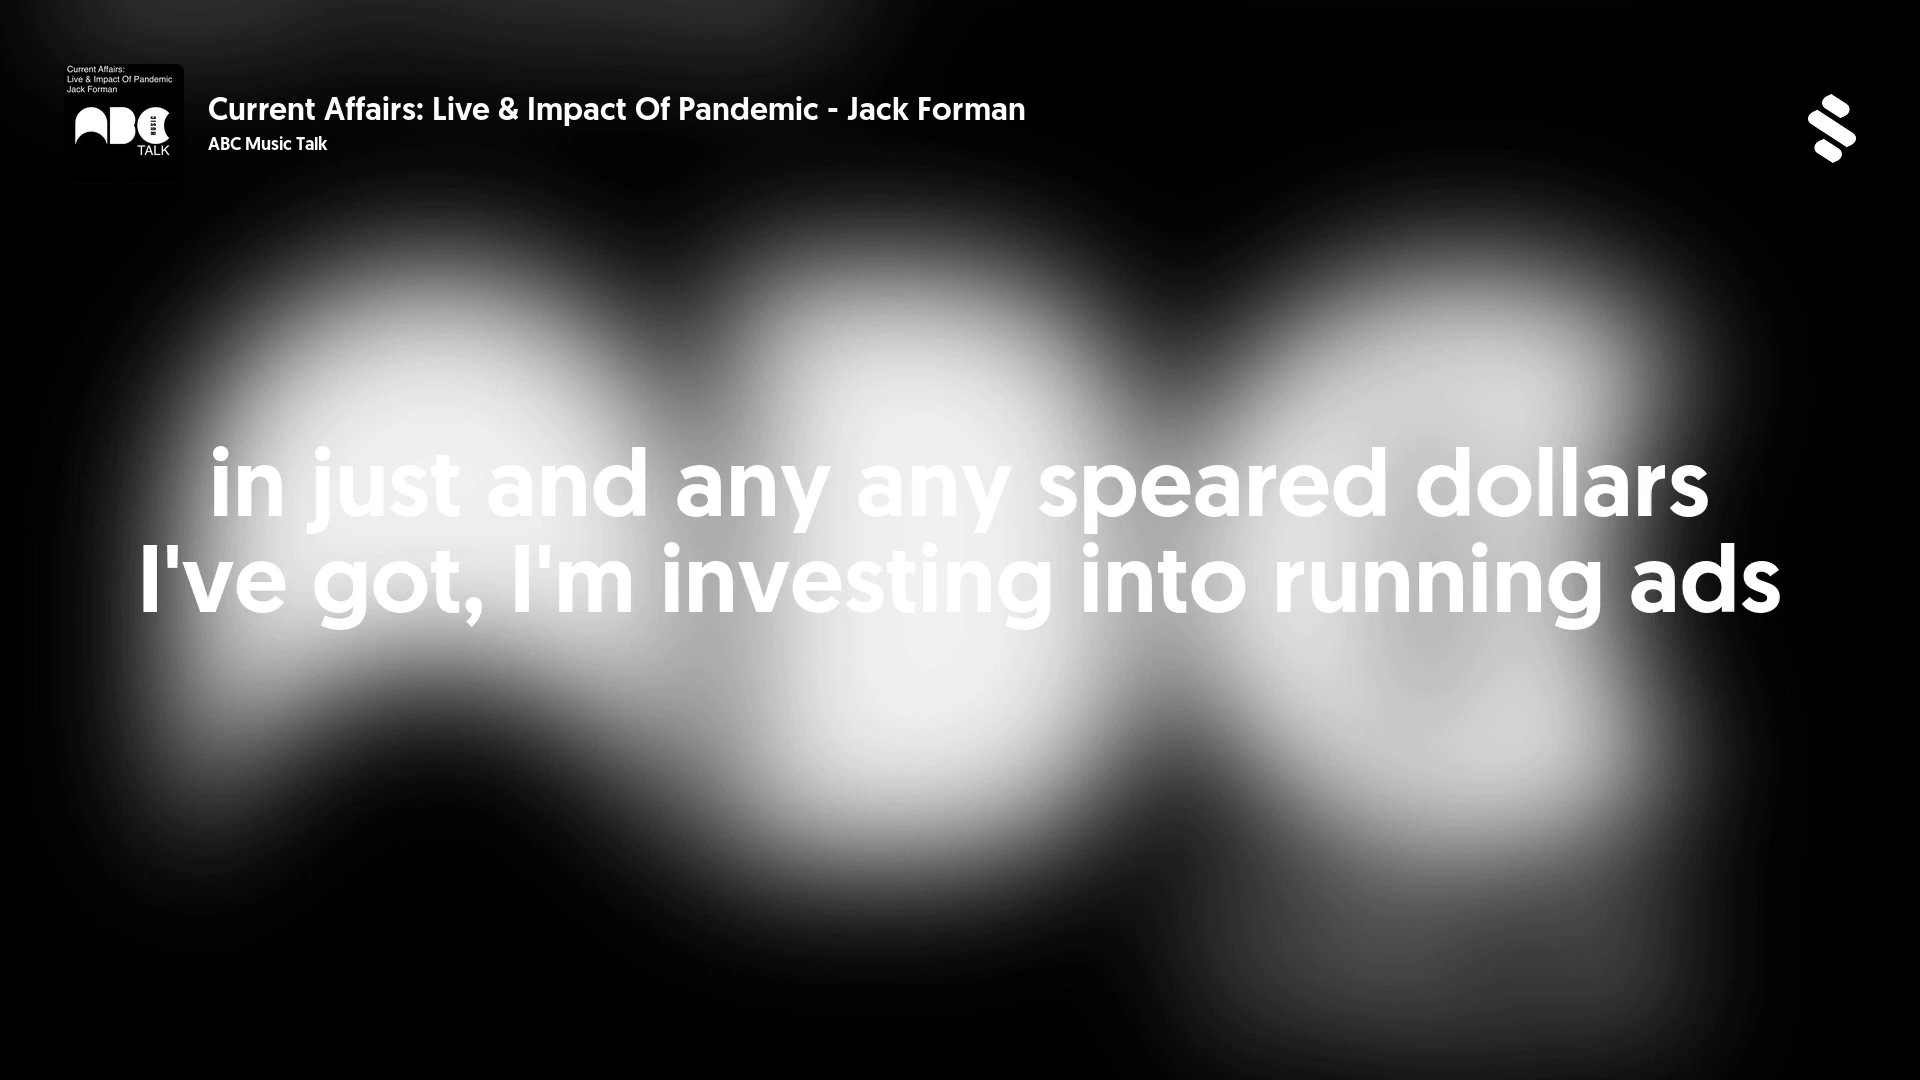 Current Affairs:
Live & Impact Of Pandemic
Jack Forman
ABC
MUSIC
TALK
Current Affairs: Live & Impact Of Pandemic - Jack Forman
ABC Music Talk
in just and any any speared dollars
I've got, I'm investing into running ads